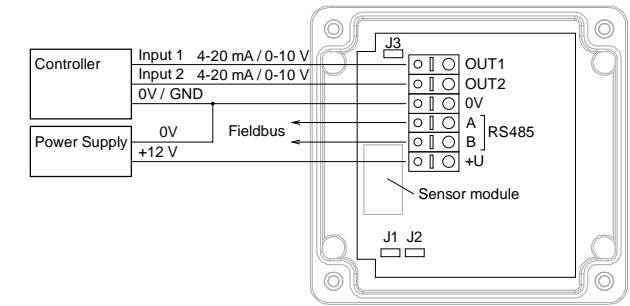 J3
Controller
Input 1 4-20 mA / 0-10 V
OUT1
Input 2 4-20 mA / 0-10 V
OUT2
0V / GND
0V
A
RS485
B
Fieldbus
Power Supply
0V
+12 V
+U
Sensor module
J1 J2